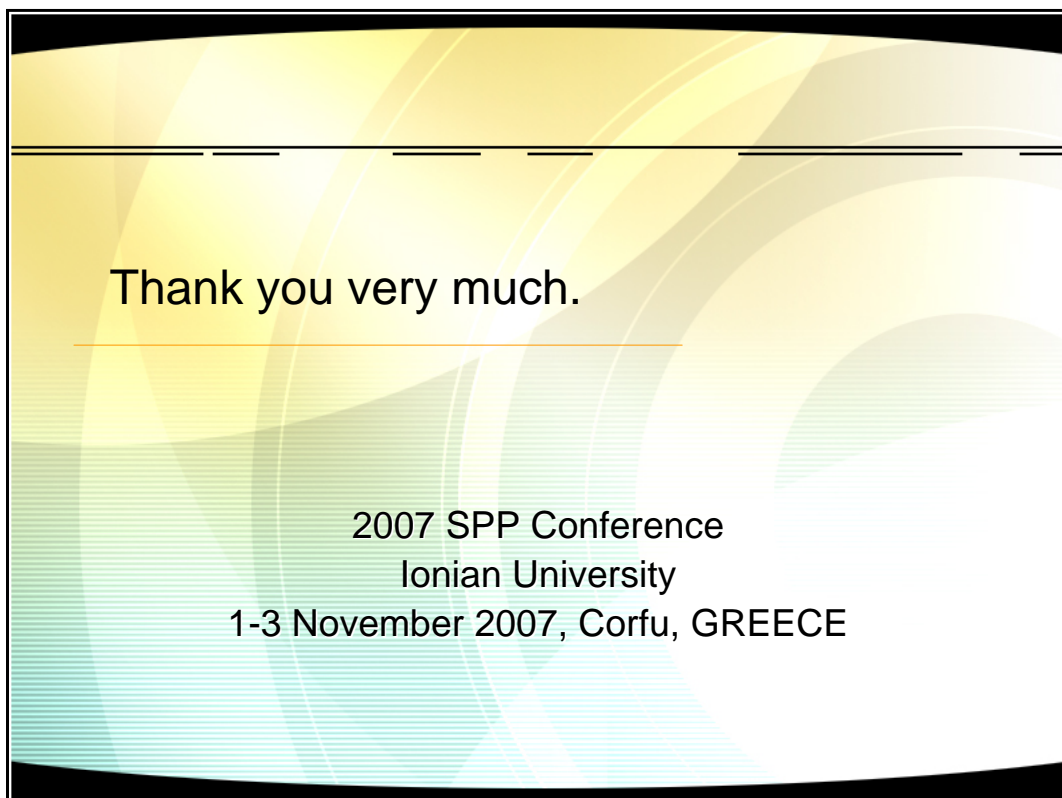 Thank you very much.
2007 SPP Conference
Ionian University
1-3 November 2007, Corfu, GREECE